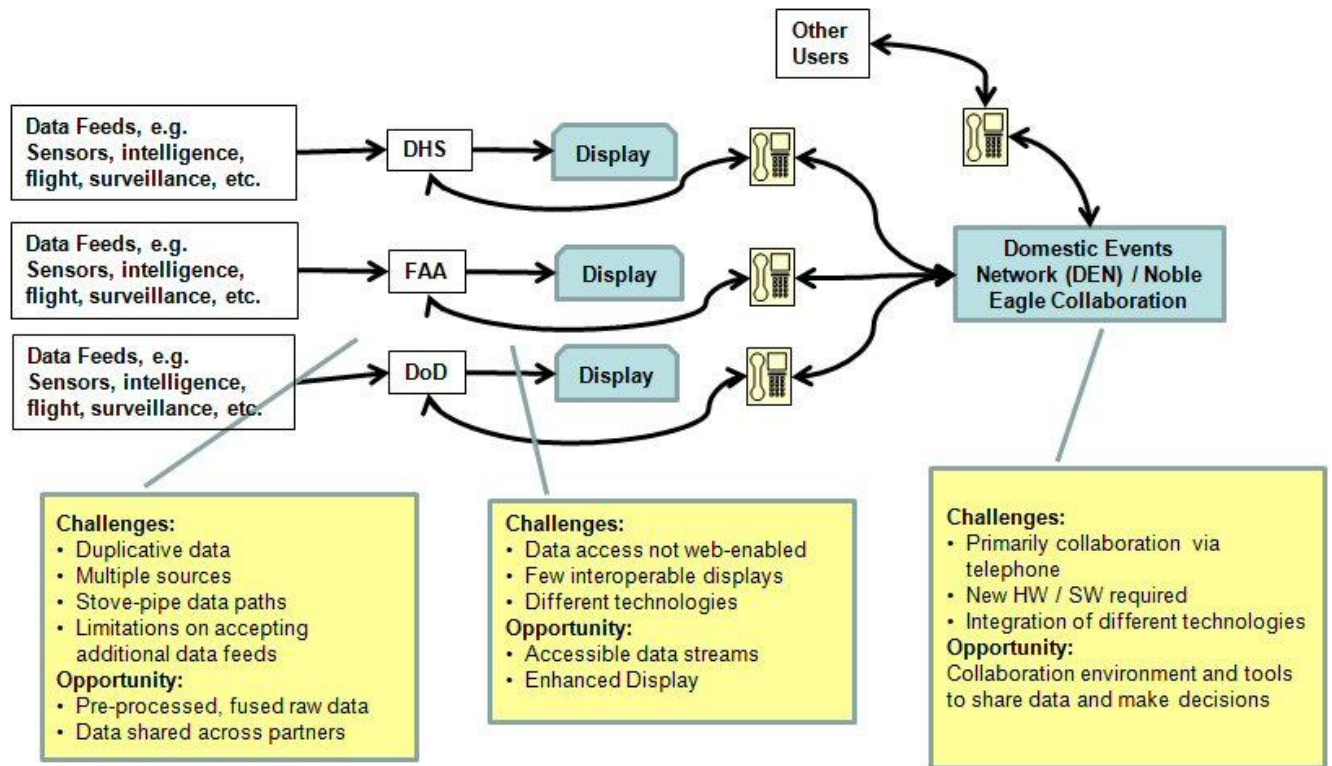 Other
Users
Data Feeds, e.g.
Sensors, intelligence,
flight, surveillance, etc.
DHS
Display
Data Feeds, e.g.
Sensors, intelligence,
flight, surveillance, etc.
FAA
Display
Domestic Events
Network (DEN) / Noble
Eagle Collaboration
Data Feeds, e.g.
Sensors, intelligence,
flight, surveillance, etc.
DoD
Display
Challenges:
• Duplicative data
• Multiple sources
• Stove-pipe data paths
• Limitations on accepting
additional data feeds
Opportunity:
• Pre-processed, fused raw data
• Data shared across partners
Challenges:
• Data access not web-enabled
• Few interoperable displays
• Different technologies
Opportunity:
• Accessible data streams
• Enhanced Display
Challenges:
• Primarily collaboration via
telephone
• New HW / SW required
• Integration of different technologies
Opportunity:
Collaboration environment and tools
to share data and make decisions